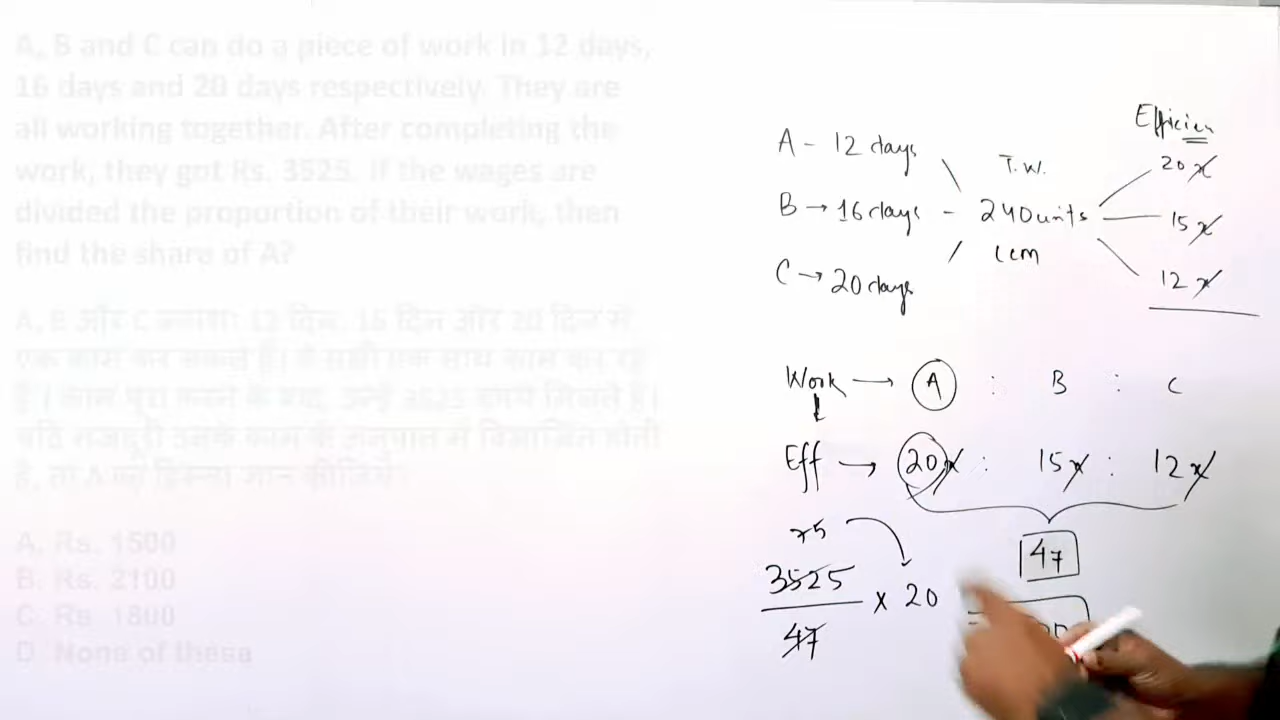 A, B and C can do a piece of work in 12 days,
16 days and 20 days respectively. They are
all working together. After completing the
work, they got Rs. 3525. If the wages are
divided the proportion of their work, then
find the share of A?
A, B और C क्रमशः 12 दिन, 16 दिन और 20 दिन में
एक काम कर सकते हैं। वे सभी एक साथ काम कर रहे
हैं। काम पूरा करने के बाद, उन्हें 3525 रुपये मिलते हैं।
यदि मजदूरी उनके काम के अनुपात में विभाजित होती
है, तो A का हिस्सा ज्ञात कीजिये?
A. Rs. 1500
B. Rs. 2100
C. Rs. 1800
D. None of these
Efficien
A - 12 days T.W. 20x
B → 16 days - 240 units 15x
C → 20 days LCM 12x
Work → A : B : C
Eff → 20x : 15x : 12x
75 47
3525 × 20 =
47